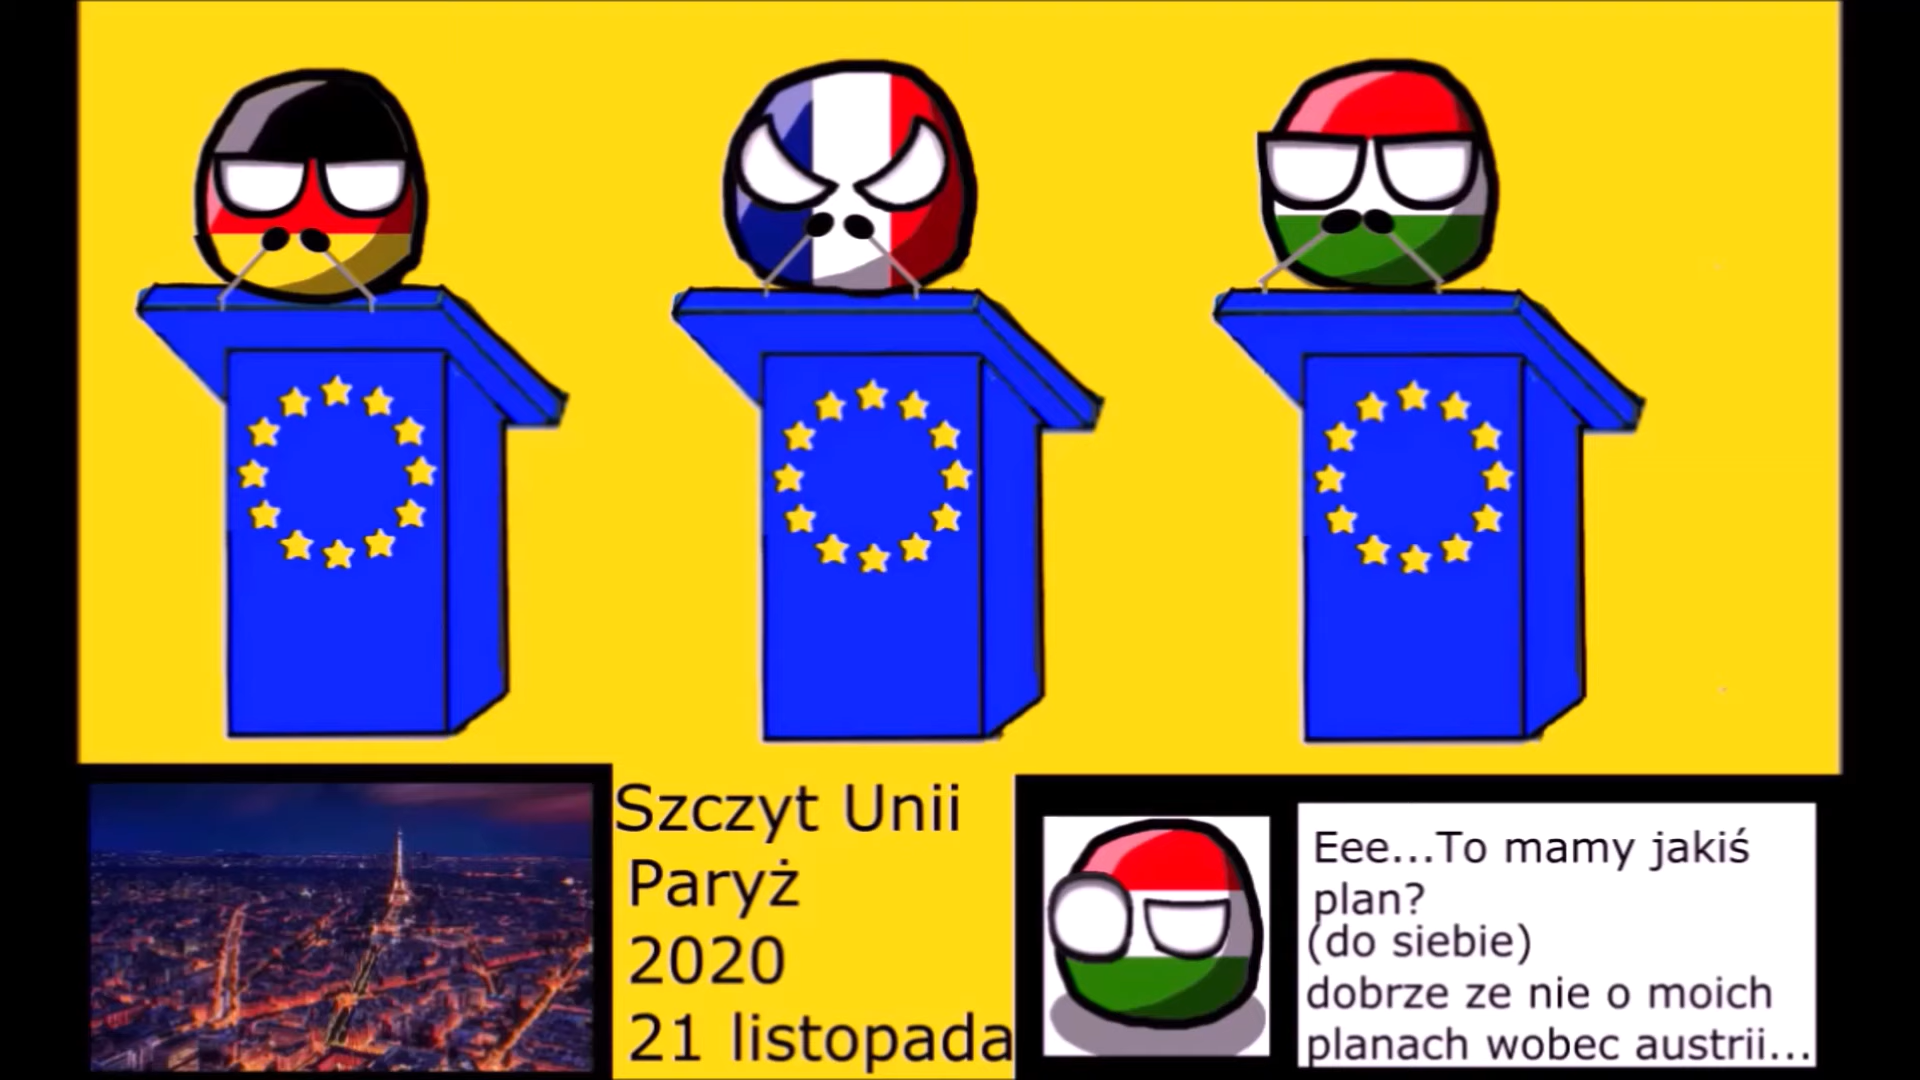 Szczyt Unii
Paryż
2020
21 listopada
Eee...To mamy jakiś
plan?
(do siebie)
dobrze ze nie o moich
planach wobec austrii...